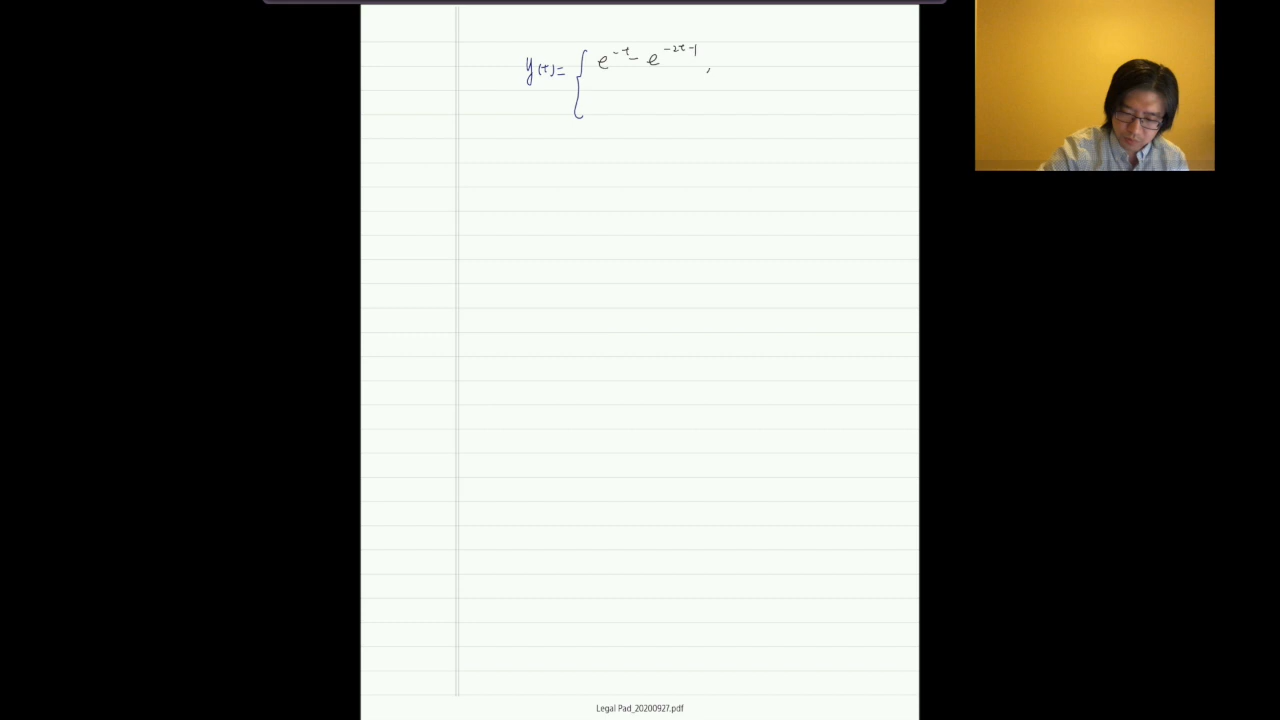 y(t)= { e^{-t} - e^{-2t-1} ,
Legal Pad_20200927.pdf